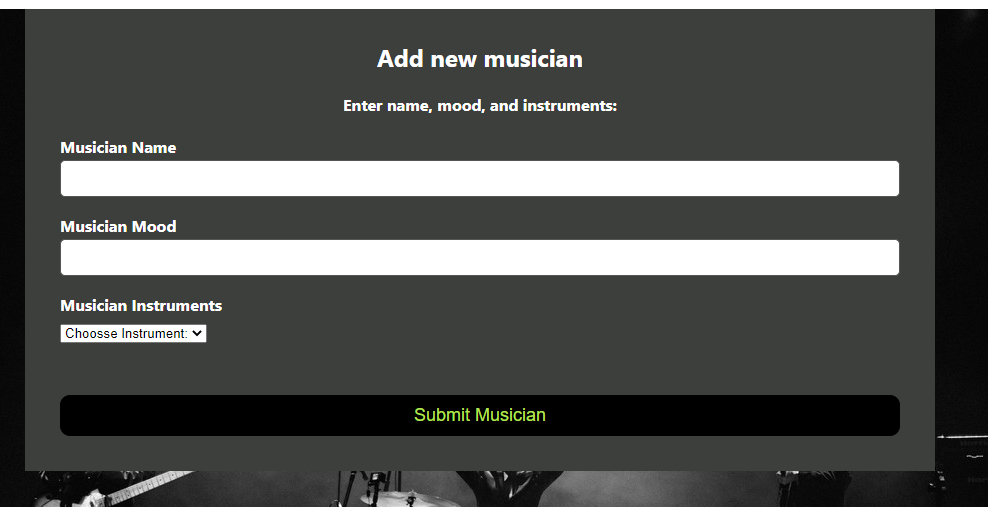 Add new musician
Enter name, mood, and instruments:
Musician Name
Musician Mood
Musician Instruments
Choosse Instrument:
Submit Musician